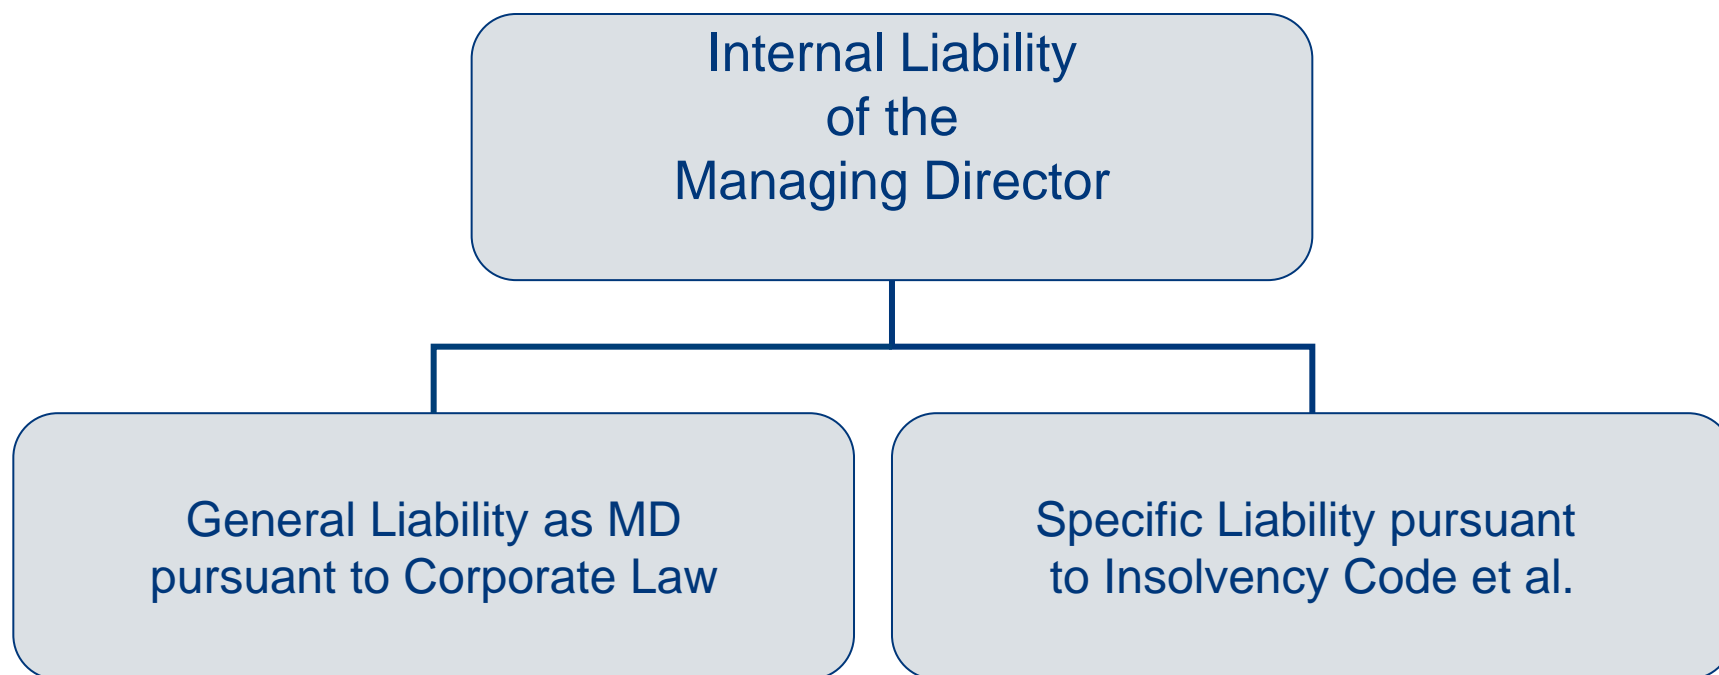 Internal Liability
of the
Managing Director
General Liability as MD
pursuant to Corporate Law
Specific Liability pursuant
to Insolvency Code et al.